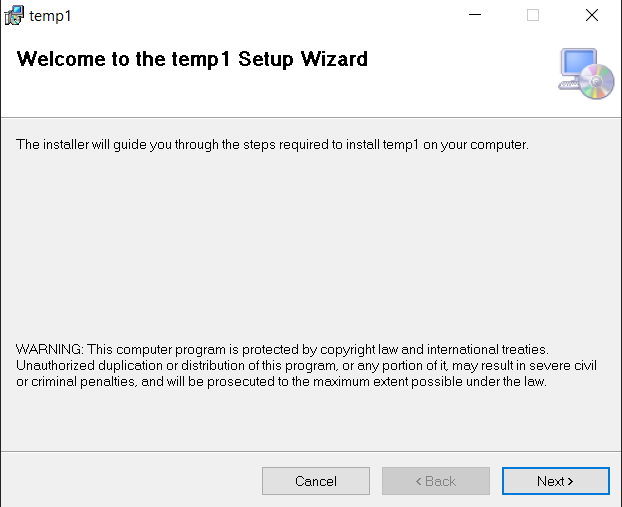 temp1
Welcome to the temp1 Setup Wizard
The installer will guide you through the steps required to install temp1 on your computer.
WARNING: This computer program is protected by copyright law and international treaties.
Unauthorized duplication or distribution of this program, or any portion of it, may result in severe civil
or criminal penalties, and will be prosecuted to the maximum extent possible under the law.
Cancel < Back Next >